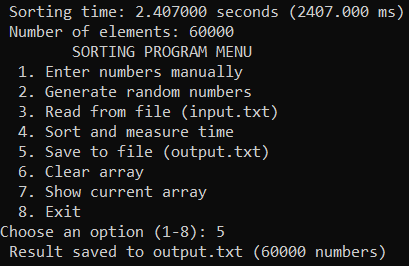 Sorting time: 2.407000 seconds (2407.000 ms)
Number of elements: 60000
SORTING PROGRAM MENU
1. Enter numbers manually
2. Generate random numbers
3. Read from file (input.txt)
4. Sort and measure time
5. Save to file (output.txt)
6. Clear array
7. Show current array
8. Exit
Choose an option (1-8): 5
Result saved to output.txt (60000 numbers)